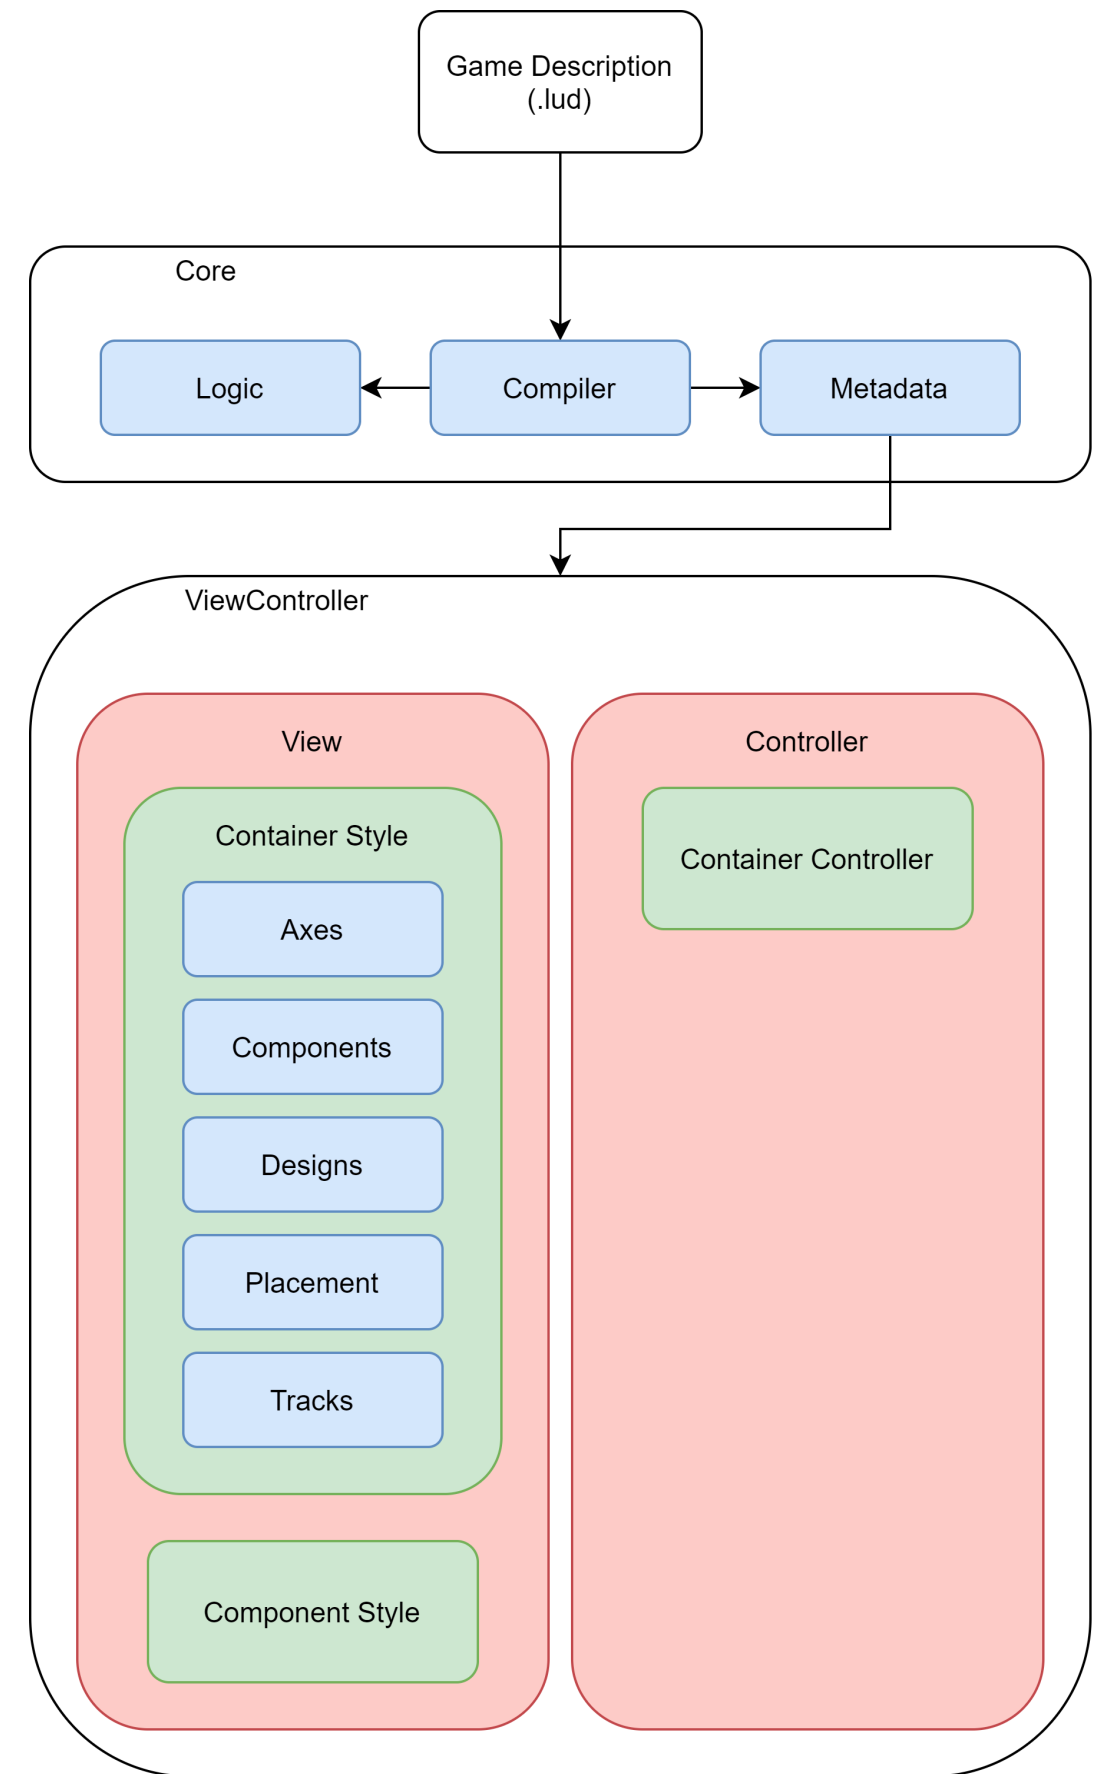 Game Description
(.lud)
Core
Logic
Compiler
Metadata
ViewController
View
Controller
Container Style
Container Controller
Axes
Components
Designs
Placement
Tracks
Component Style